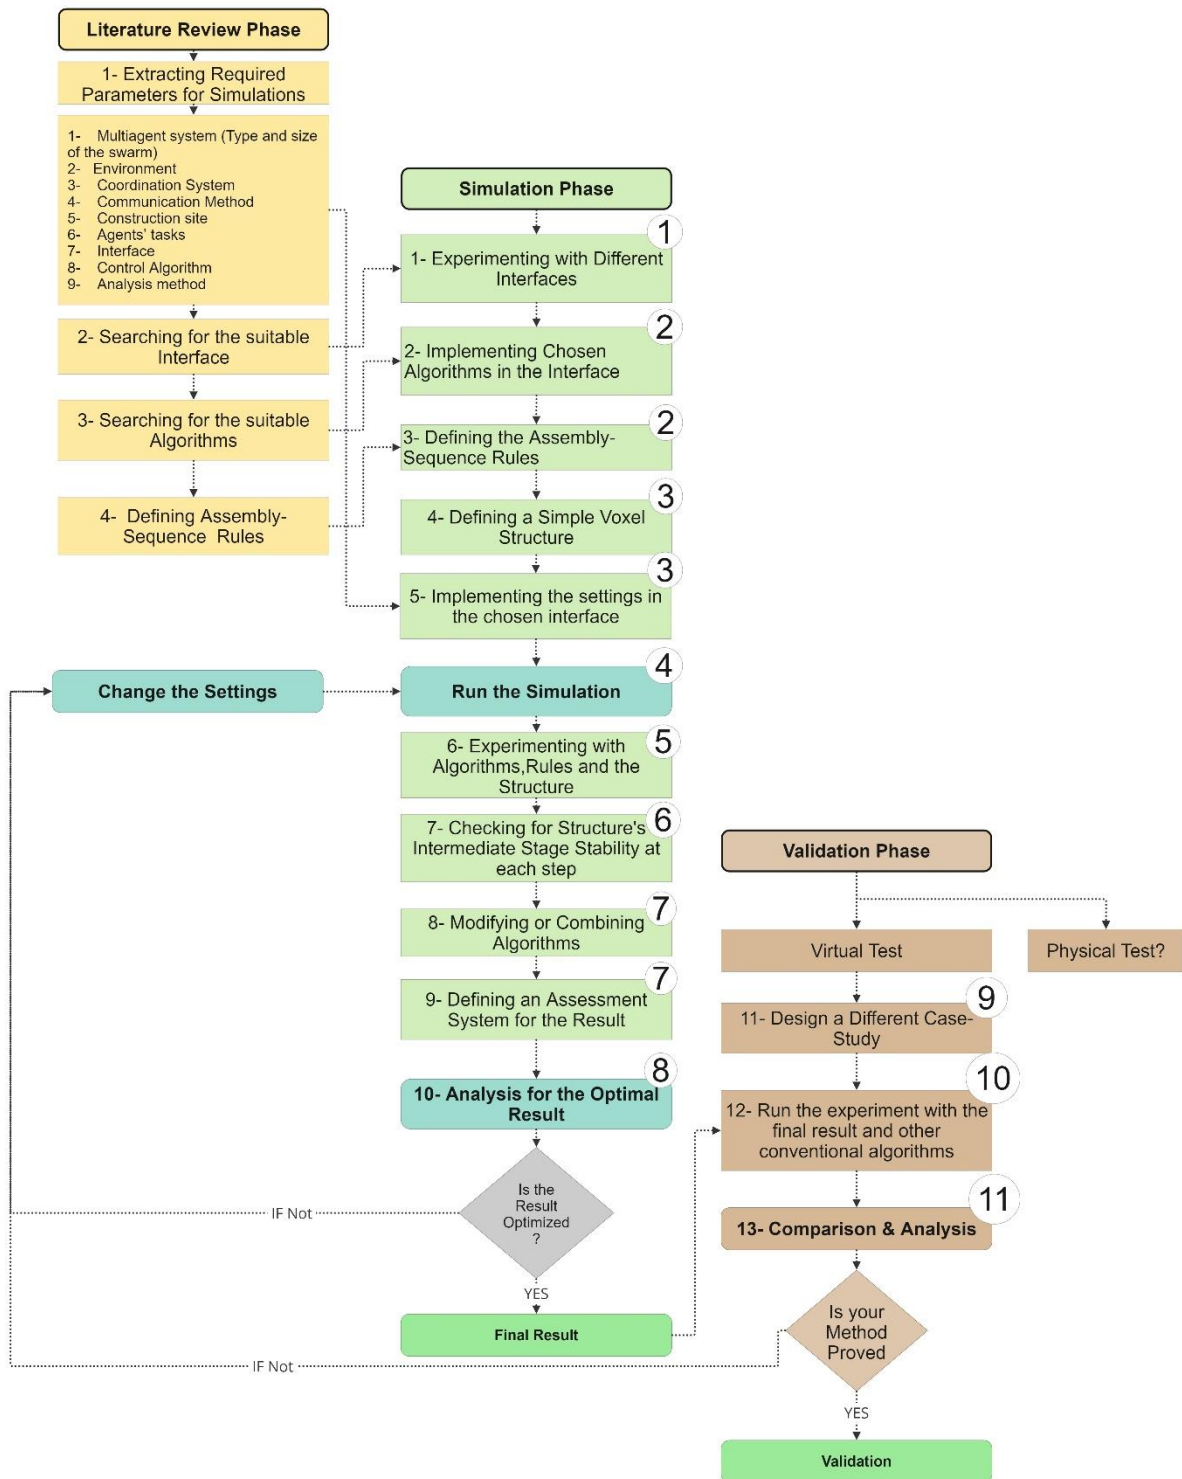 Literature Review Phase
1- Extracting Required
Parameters for Simulations
1- Multiagent system (Type and size
of the swarm)
2- Environment
3- Coordination System
4- Communication Method
5- Construction site
6- Agents' tasks
7- Interface
8- Control Algorithm
9- Analysis method
2- Searching for the suitable
Interface
3- Searching for the suitable
Algorithms
4- Defining Assembly-
Sequence Rules
Simulation Phase
1
1- Experimenting with Different
Interfaces
2
2- Implementing Chosen
Algorithms in the Interface
2
3- Defining the Assembly-
Sequence Rules
3
4- Defining a Simple Voxel
Structure
3
5- Implementing the settings in
the chosen interface
Change the Settings
4
Run the Simulation
5
6- Experimenting with
Algorithms,Rules and the
Structure
6
7- Checking for Structure's
Intermediate Stage Stability at
each step
7
8- Modifying or Combining
Algorithms
7
9- Defining an Assessment
System for the Result
8
10- Analysis for the Optimal
Result
Is the
Result
Optimized
?
IF Not
YES
Final Result
Validation Phase
Virtual Test
Physical Test?
9
11- Design a Different Case-
Study
10
12- Run the experiment with the
final result and other
conventional algorithms
11
13- Comparison & Analysis
Is your
Method
Proved
IF Not
YES
Validation